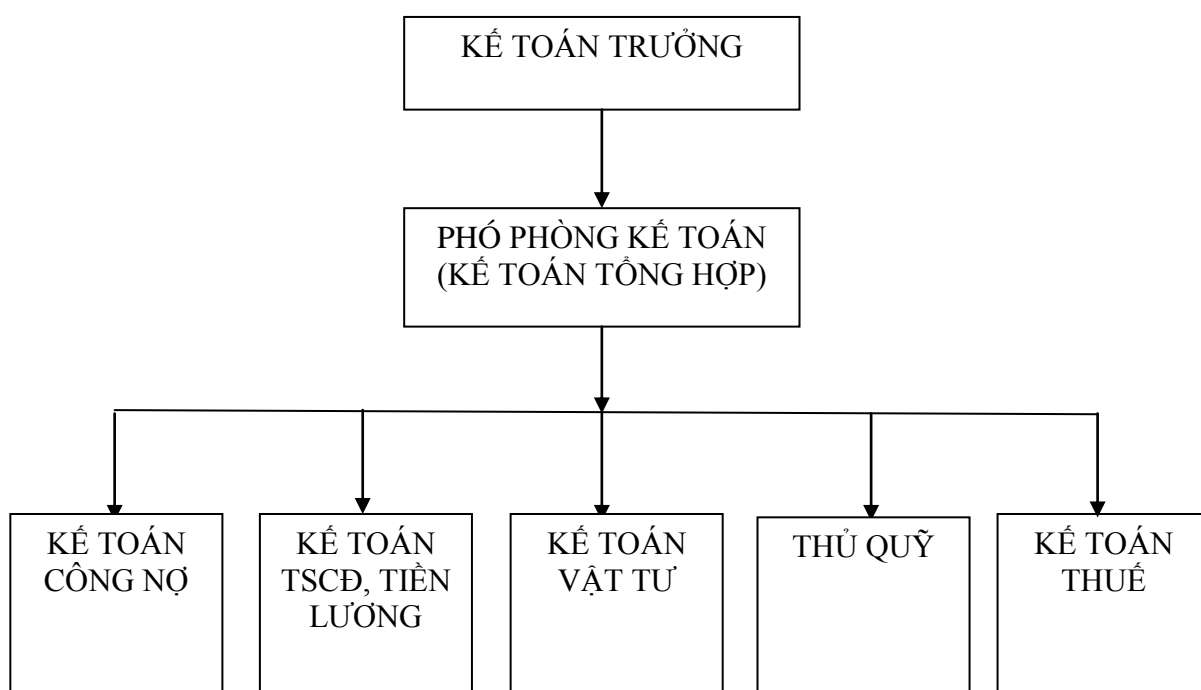 KẾ TOÁN TRƯỞNG
PHÓ PHÒNG KẾ TOÁN
(KẾ TOÁN TỔNG HỢP)
KẾ TOÁN
CÔNG NỢ
KẾ TOÁN
TSCĐ, TIỀN
LƯƠNG
KẾ TOÁN
VẬT TƯ
THỦ QUỸ
KẾ TOÁN
THUẾ